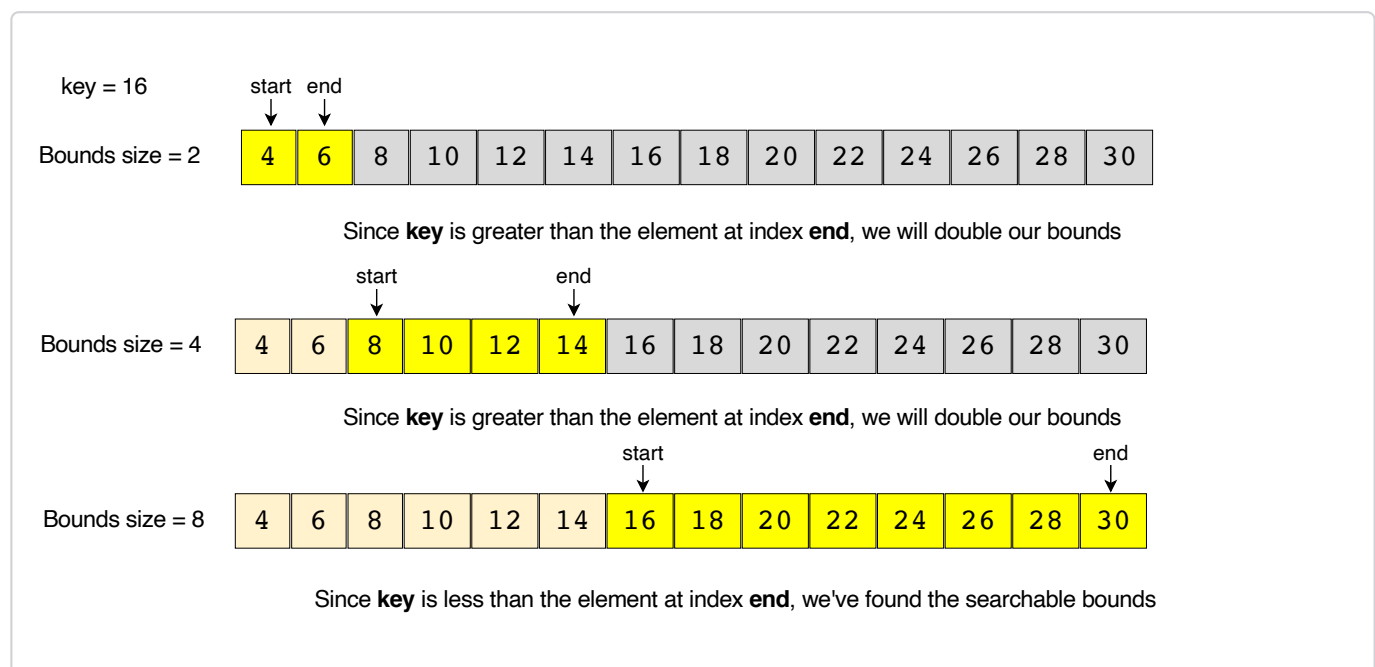 key = 16 start end
Bounds size = 2 4 6 8 10 12 14 16 18 20 22 24 26 28 30
Since key is greater than the element at index end, we will double our bounds
start end
Bounds size = 4 4 6 8 10 12 14 16 18 20 22 24 26 28 30
Since key is greater than the element at index end, we will double our bounds
start end
Bounds size = 8 4 6 8 10 12 14 16 18 20 22 24 26 28 30
Since key is less than the element at index end, we've found the searchable bounds